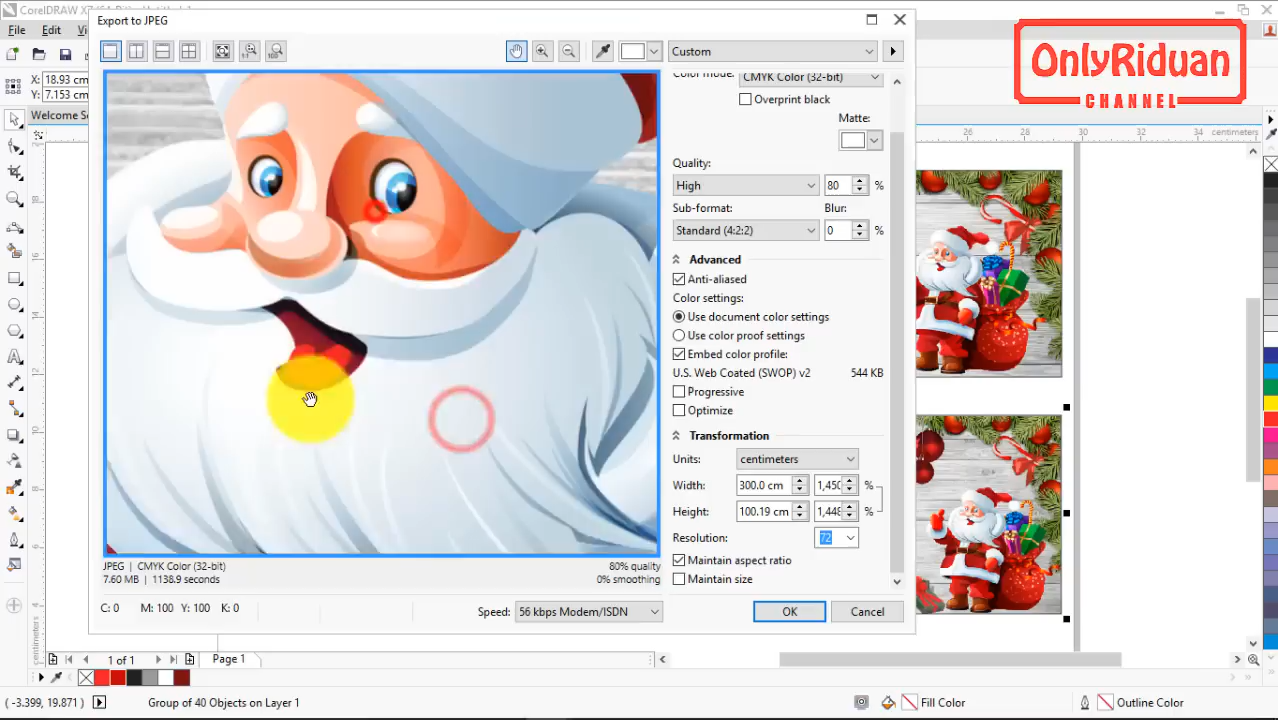 CorelDRAW X7
Export to JPEG
File
Edit
X: 18.93 cm
Y: 7.153 cm
Custom
OnlyRiduan
CHANNEL
Color mode: CMYK Color (32-bit)
Welcome Sc
Overprint black
Matte:
26 28 30 32 34 centimeters
Quality:
High 80 %
Sub-format: Blur:
Standard (4:2:2) 0
Advanced
Anti-aliased
Color settings:
Use document color settings
Use color proof settings
Embed color profile:
U.S. Web Coated (SWOP) v2 544 KB
Progressive
Optimize
Transformation
Units: centimeters
Width: 300.0 cm 1,450 %
Height: 100.19 cm 1,448 %
Resolution: 72
Maintain aspect ratio
Maintain size
JPEG | CMYK Color (32-bit) 80% quality
7.60 MB | 1138.9 seconds 0% smoothing
C: 0 M: 100 Y: 100 K: 0
Speed: 56 kbps Modem/ISDN OK Cancel
1 of 1 Page 1
( -3.399, 19.871 ) Group of 40 Objects on Layer 1 Fill Color Outline Color